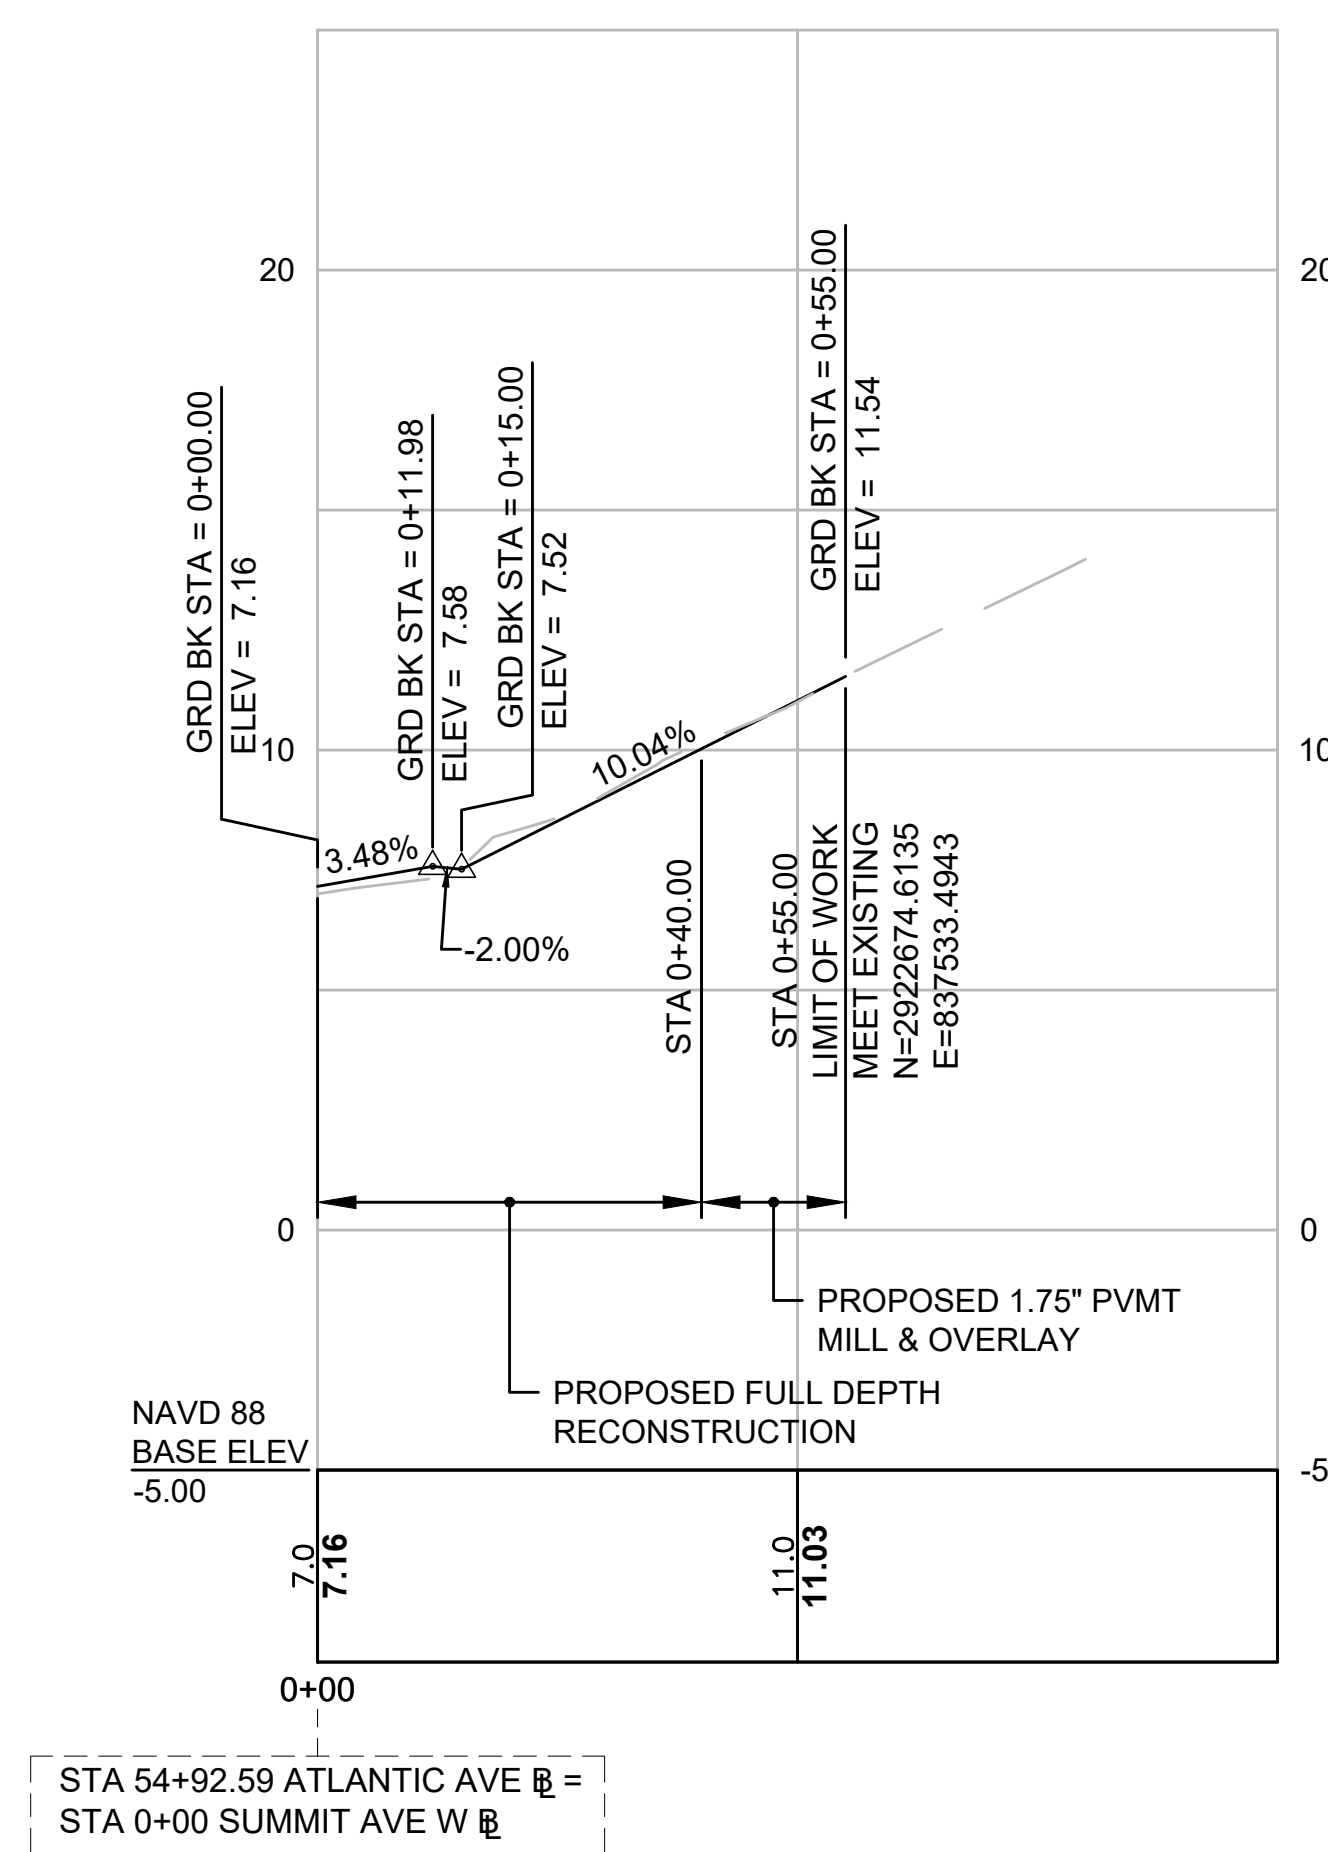 20
20
GRD BK STA = 0+00.00
ELEV = 7.16
GRD BK STA = 0+11.98
ELEV = 7.58
GRD BK STA = 0+15.00
ELEV = 7.52
GRD BK STA = 0+55.00
ELEV = 11.54
10
10
3.48%
-2.00%
10.04%
STA 0+40.00
STA 0+55.00
LIMIT OF WORK
MEET EXISTING
N=2922674.6135
E=837533.4943
0
0
PROPOSED 1.75" PVMT
MILL & OVERLAY
PROPOSED FULL DEPTH
RECONSTRUCTION
NAVD 88
BASE ELEV
-5.00
-5
7.0
7.16
11.0
11.03
0+00
STA 54+92.59 ATLANTIC AVE BL =
STA 0+00 SUMMIT AVE W BL